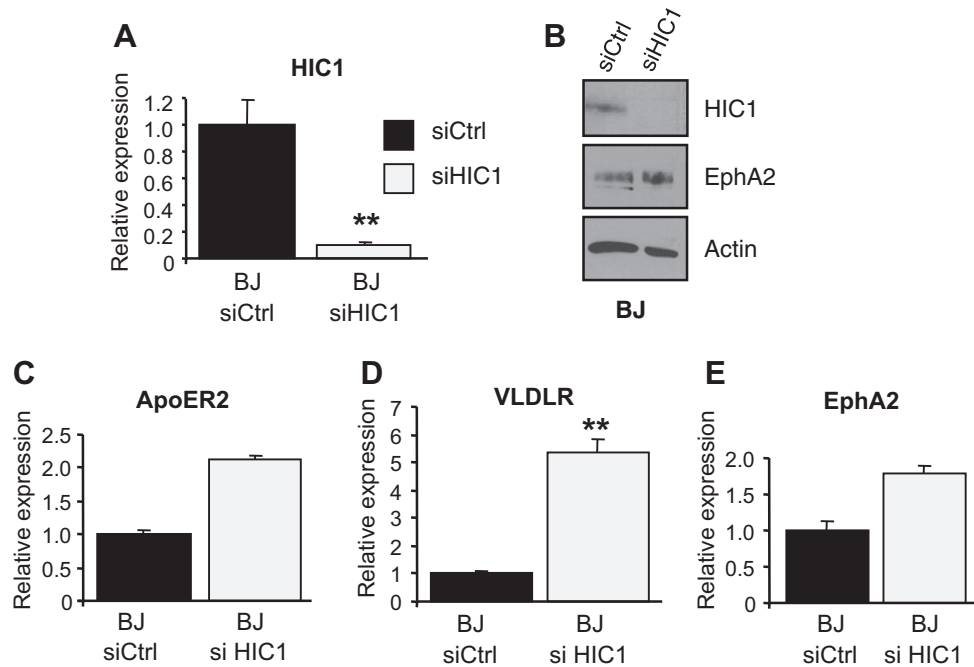 A
HIC1
Relative expression
1.2
1.0
0.8
0.6
0.4
0.2
0
**
siCtrl
siHIC1
BJ BJ
siCtrl siHIC1
B
siCtrl siHIC1
HIC1
EphA2
Actin
BJ
C
ApoER2
Relative expression
2.5
2.0
1.5
1.0
0.5
0
BJ BJ
siCtrl si HIC1
D
VLDLR
Relative expression
7
6
5
4
3
2
1
0
**
BJ BJ
siCtrl si HIC1
E
EphA2
Relative expression
2.0
1.5
1.0
0.5
0
BJ BJ
siCtrl si HIC1